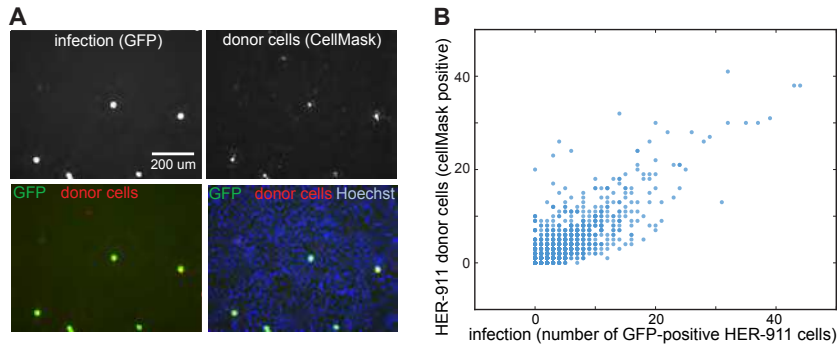 A
infection (GFP)
donor cells (CellMask)
200 um
GFP donor cells
GFP donor cells Hoechst
B
HER-911 donor cells (cellMask positive)
40
20
0
0
20
40
infection (number of GFP-positive HER-911 cells)